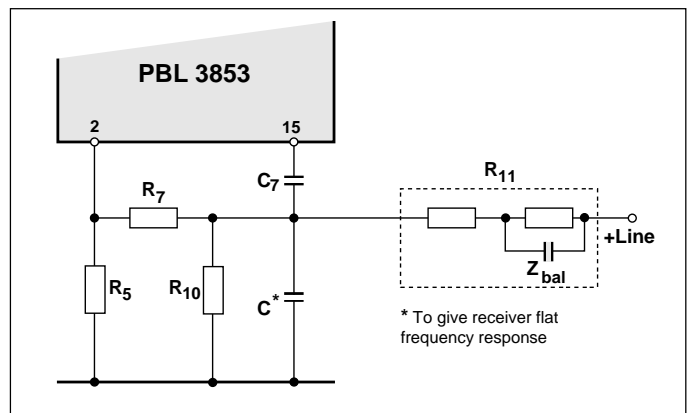 PBL 3853
2
15
R7
C7
R11
+Line
Zbal
R5
R10
C*
* To give receiver flat
frequency response